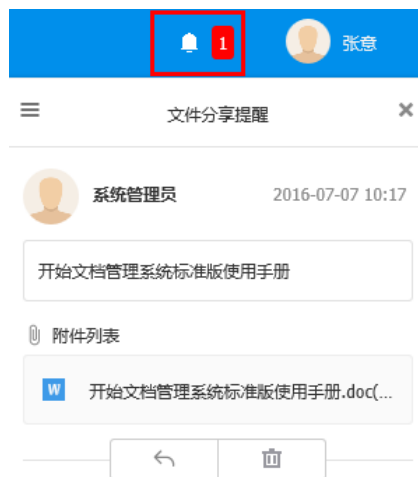 1 张意
文件分享提醒
系统管理员 2016-07-07 10:17
开始文档管理系统标准版使用手册
附件列表
W 开始文档管理系统标准版使用手册.doc(...